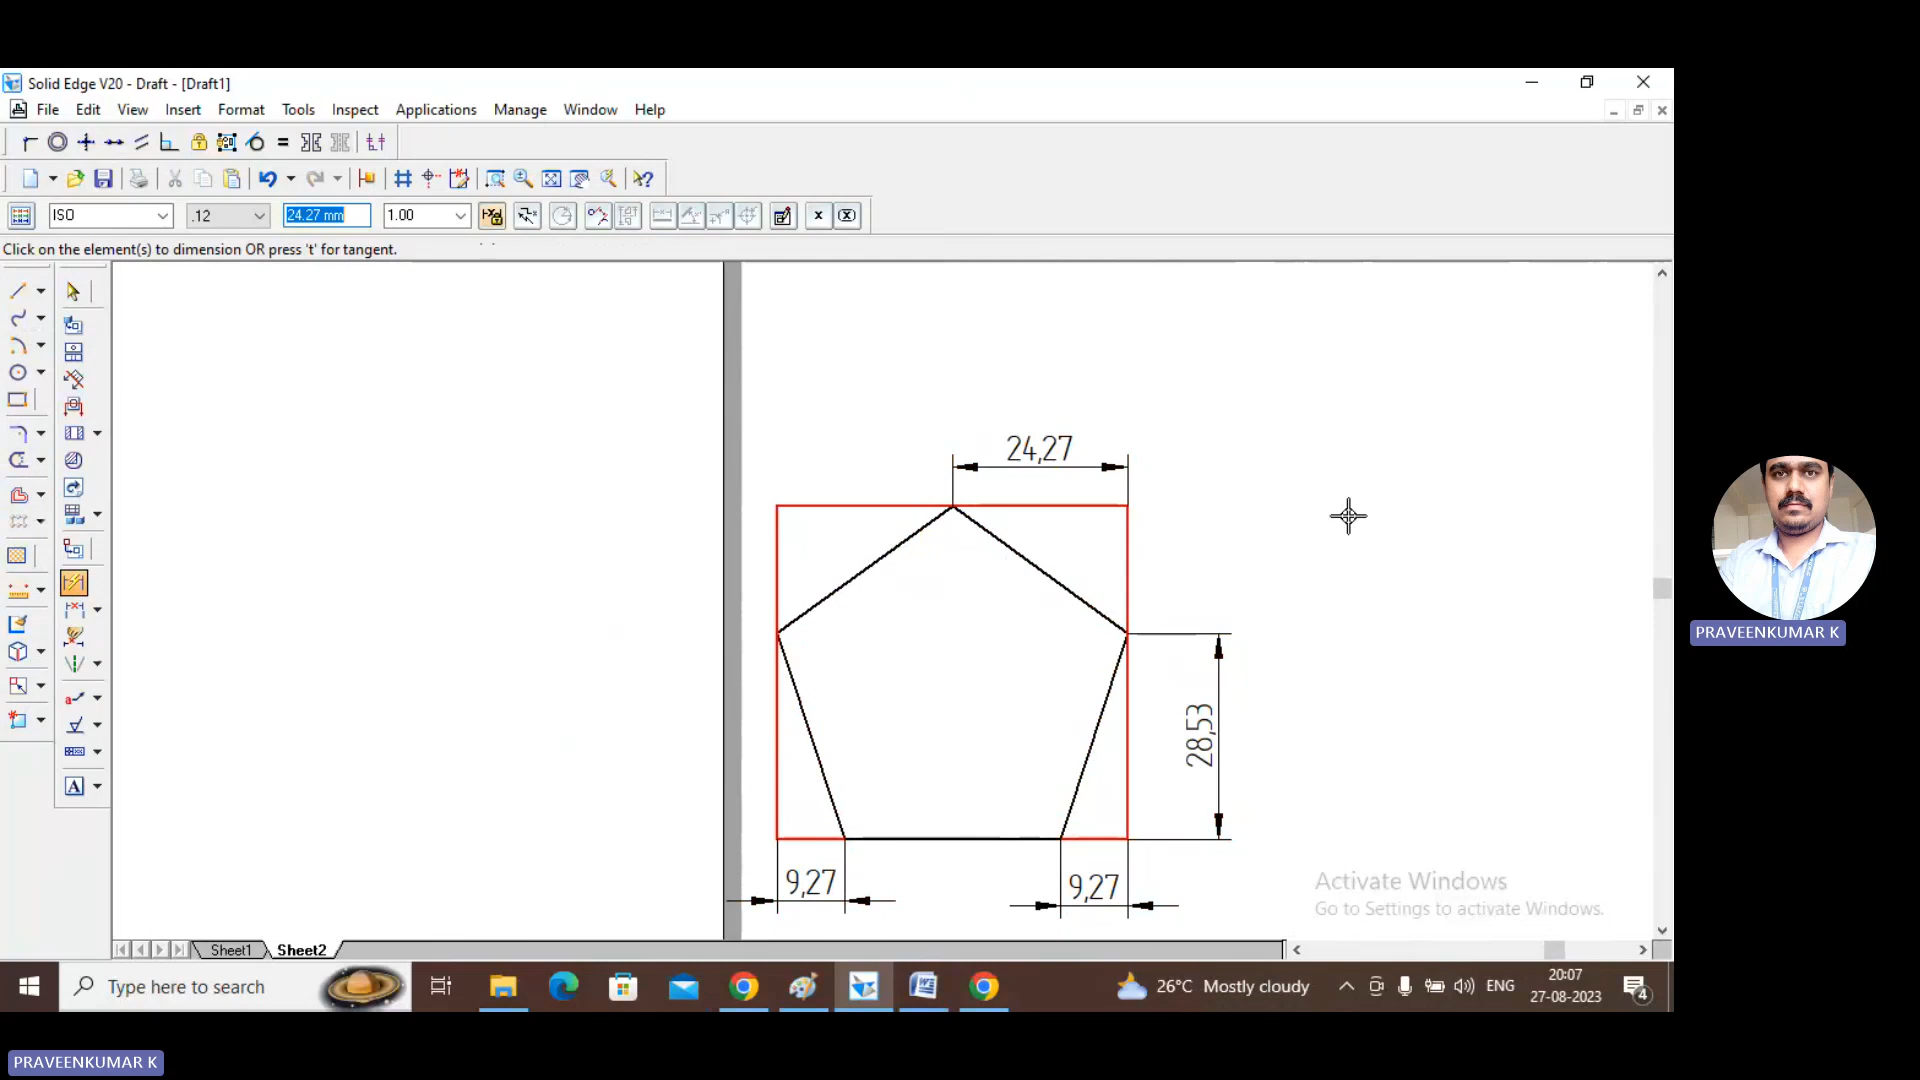 Solid Edge V20 - Draft - [Draft1]
File Edit View Insert Format Tools Inspect Applications Manage Window Help
ISO .12 24.27 mm 1.00
Click on the element(s) to dimension OR press 't' for tangent.
24,27
28,53
9,27
9,27
PRAVEENKUMAR K
Activate Windows
Go to Settings to activate Windows.
Sheet1 Sheet2
Type here to search
26°C Mostly cloudy
ENG
20:07
27-08-2023
4
PRAVEENKUMAR K